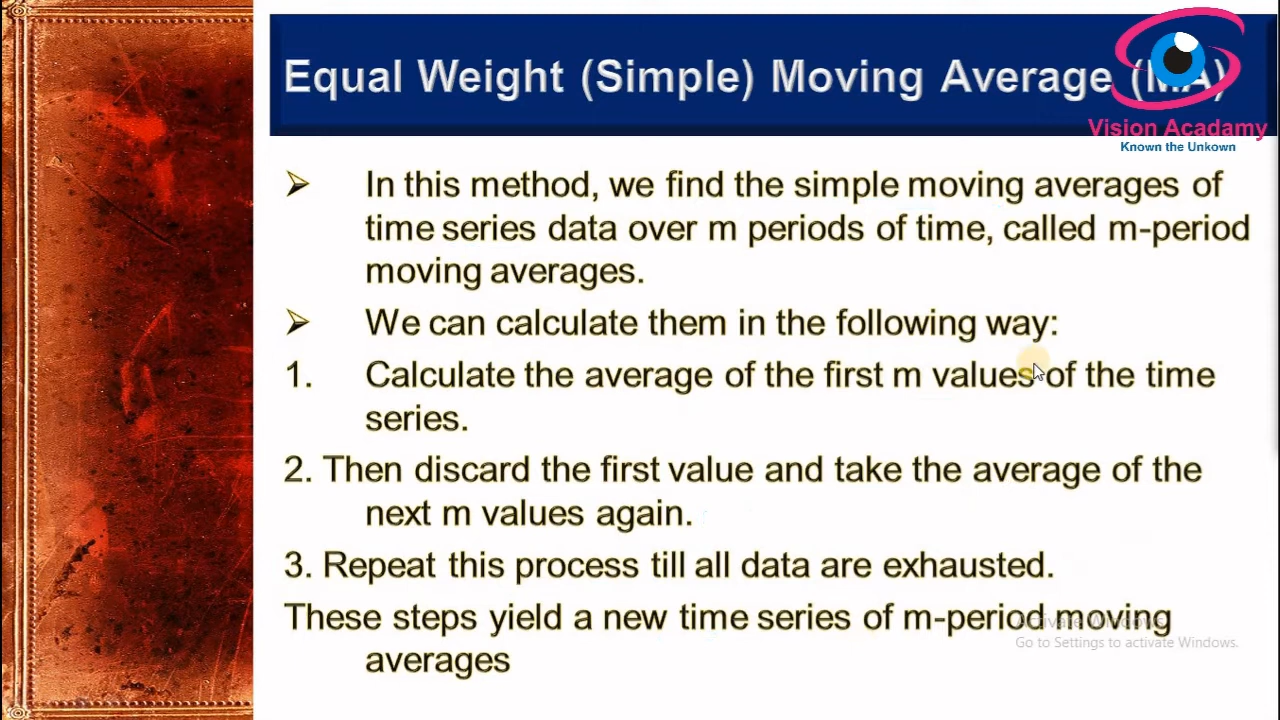 Equal Weight (Simple) Moving Average (MA)
Vision Acadamy
Known the Unkown
➢ In this method, we find the simple moving averages of
time series data over m periods of time, called m-period
moving averages.
➢ We can calculate them in the following way:
1. Calculate the average of the first m values of the time
series.
2. Then discard the first value and take the average of the
next m values again.
3. Repeat this process till all data are exhausted.
These steps yield a new time series of m-period moving
averages
Activate Windows
Go to Settings to activate Windows.